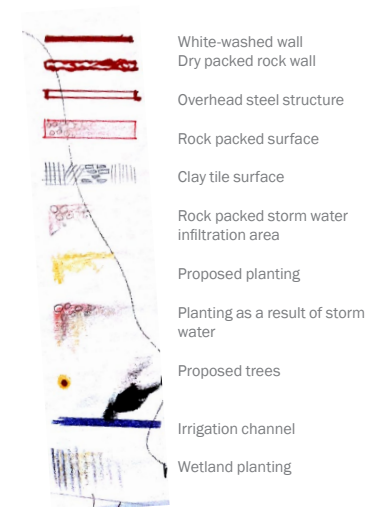 White-washed wall
Dry packed rock wall
Overhead steel structure
Rock packed surface
Clay tile surface
Rock packed storm water
infiltration area
Proposed planting
Planting as a result of storm
water
Proposed trees
Irrigation channel
Wetland planting